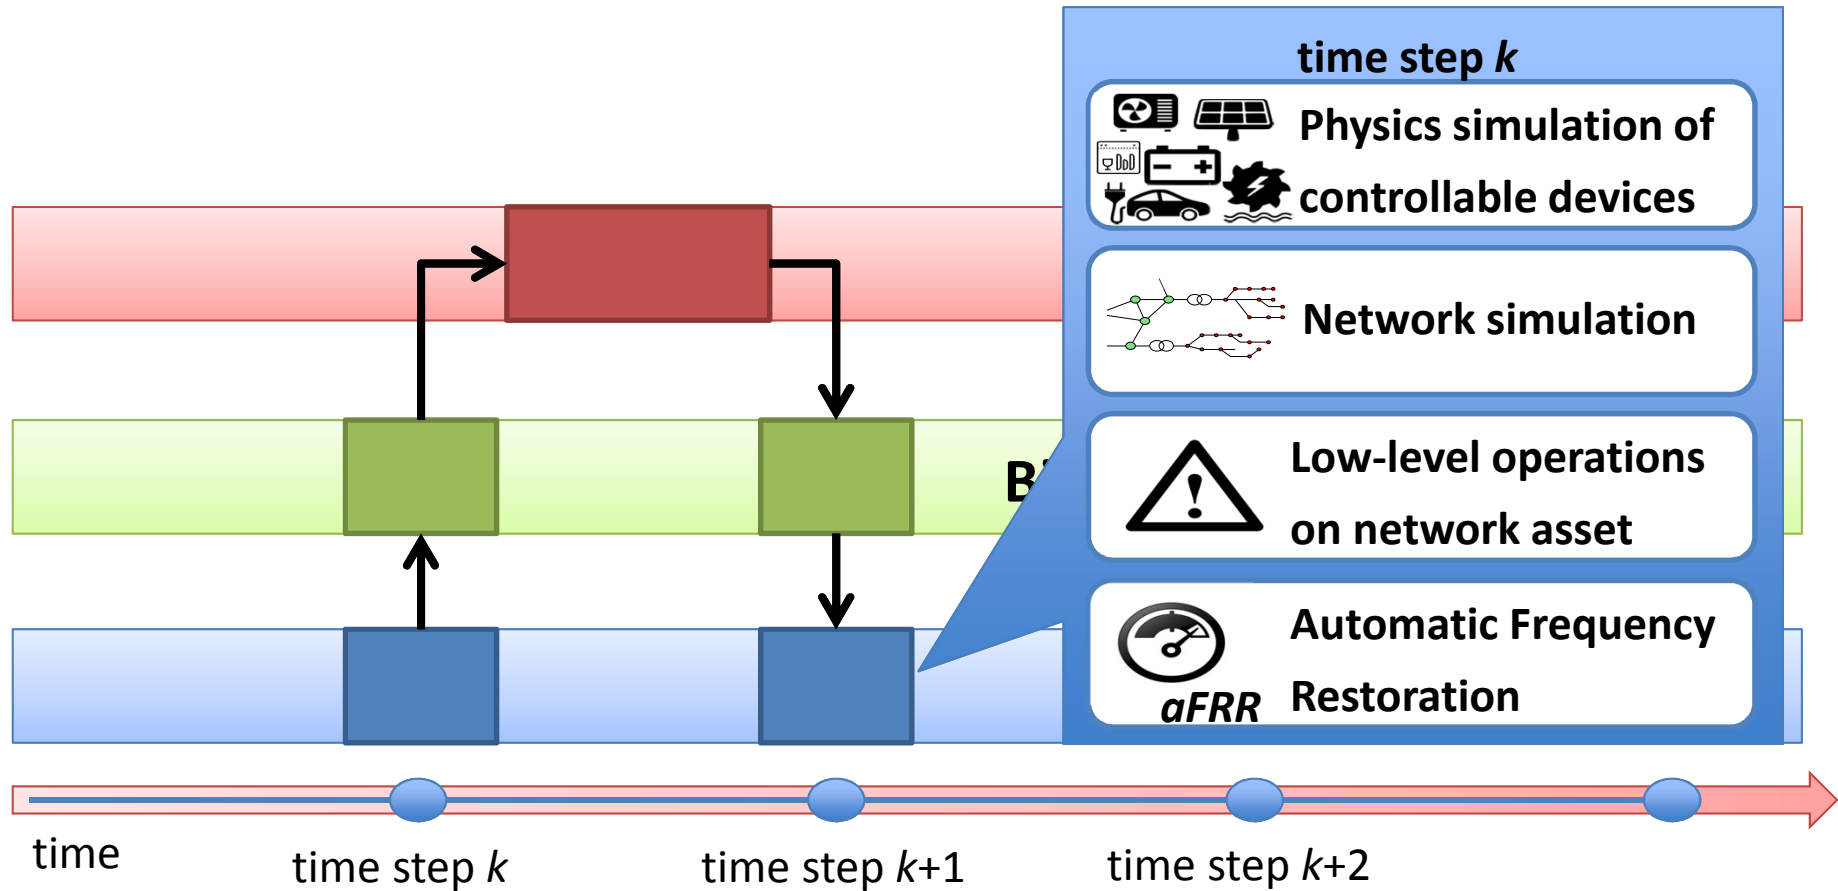 time step k
Physics simulation of
controllable devices
Network simulation
Low-level operations
on network asset
Automatic Frequency
Restoration
aFRR
time
time step k
time step k+1
time step k+2